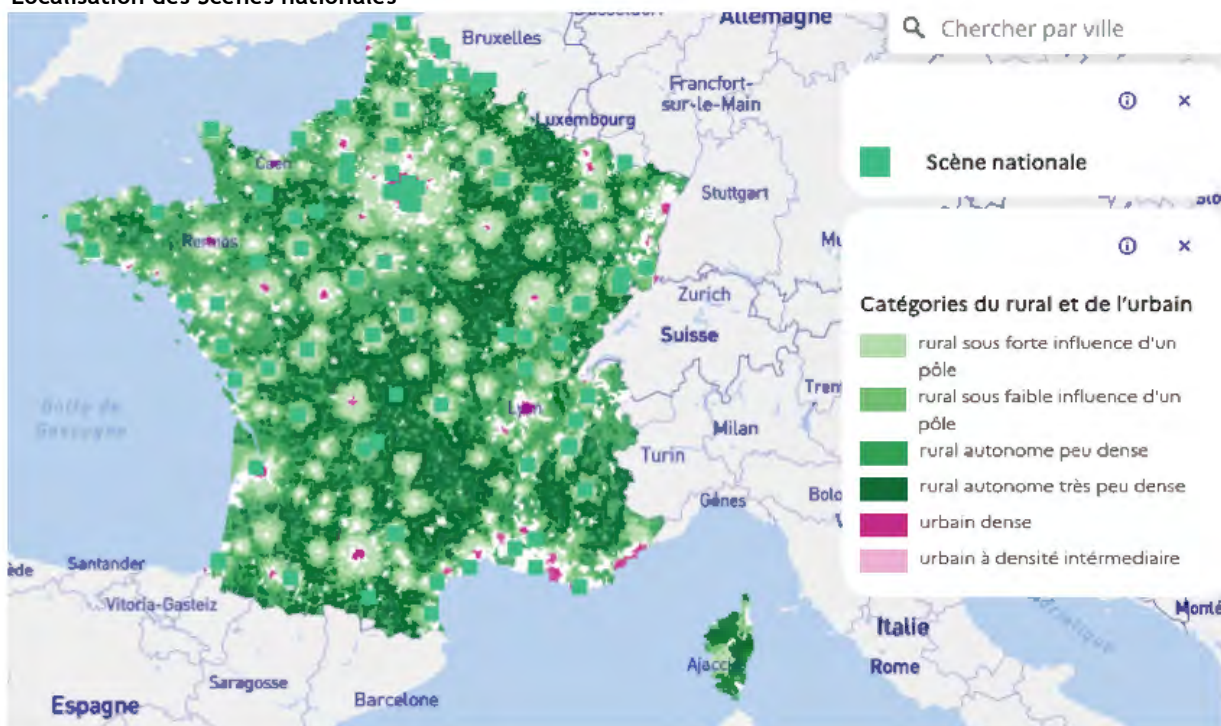 Localisation des Scènes nationales
Allemagne
Bruxelles
Francfort-
sur-le-Main
Luxembourg
Caen
Stuttgart
Rennes
Zurich
Suisse
Golfe de
Gascogne
Lyon
Milan
Turin
Gênes
Santander
Vitoria-Gasteiz
Saragosse
Barcelone
Espagne
Ajacci
Italie
Rome
Chercher par ville
Scène nationale
Catégories du rural et de l'urbain
rural sous forte influence d'un
pôle
rural sous faible influence d'un
pôle
rural autonome peu dense
rural autonome très peu dense
urbain dense
urbain à densité intérmediaire